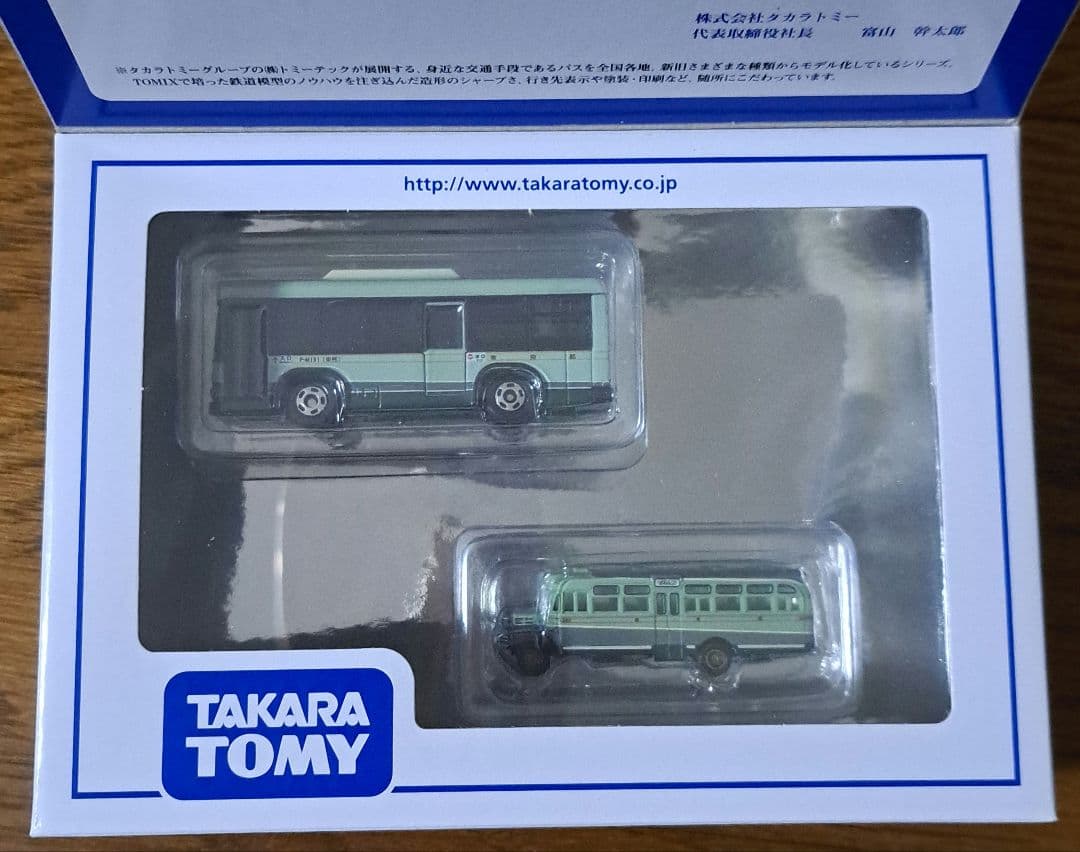 株式会社タカラトミー
代表取締役社長　富山　幹太郎
※タカラトミーグループの㈱トミーテックが展開する、身近な交通手段であるバスを全国各地、新旧さまざまな種類からモデル化しているシリーズ。
TOMIXで培った鉄道模型のノウハウを注ぎ込んだ造形のシャープさ、行き先表示や塗装・印刷など、随所にこだわっています。
http://www.takaratomy.co.jp
TAKARA
TOMY